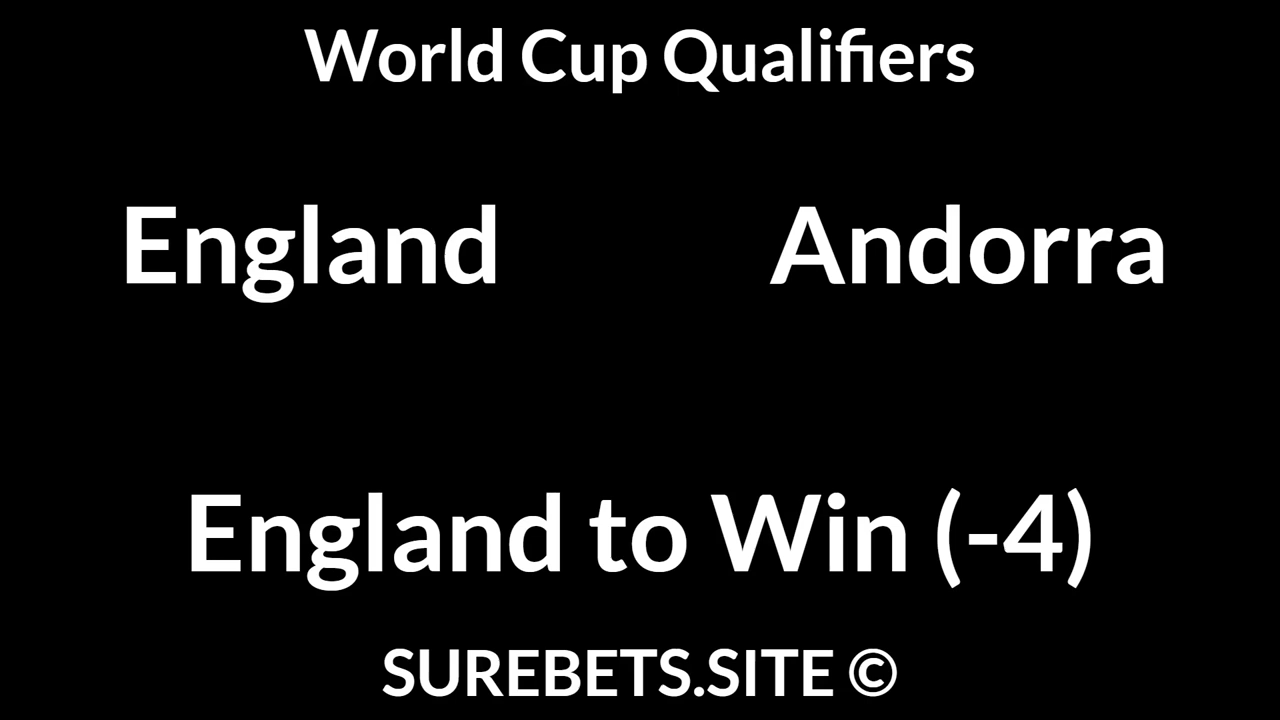 World Cup Qualifiers
England Andorra
England to Win (-4)
SUREBETS.SITE ©